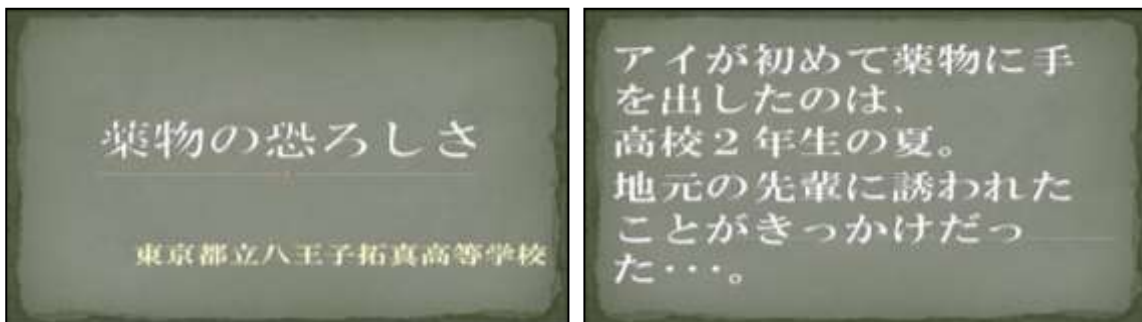 薬物の恐ろしさ
東京都立八王子拓真高等学校
アイが初めて薬物に手
を出したのは、
高校２年生の夏。
地元の先輩に誘われた
ことがきっかけだっ
た・・・。